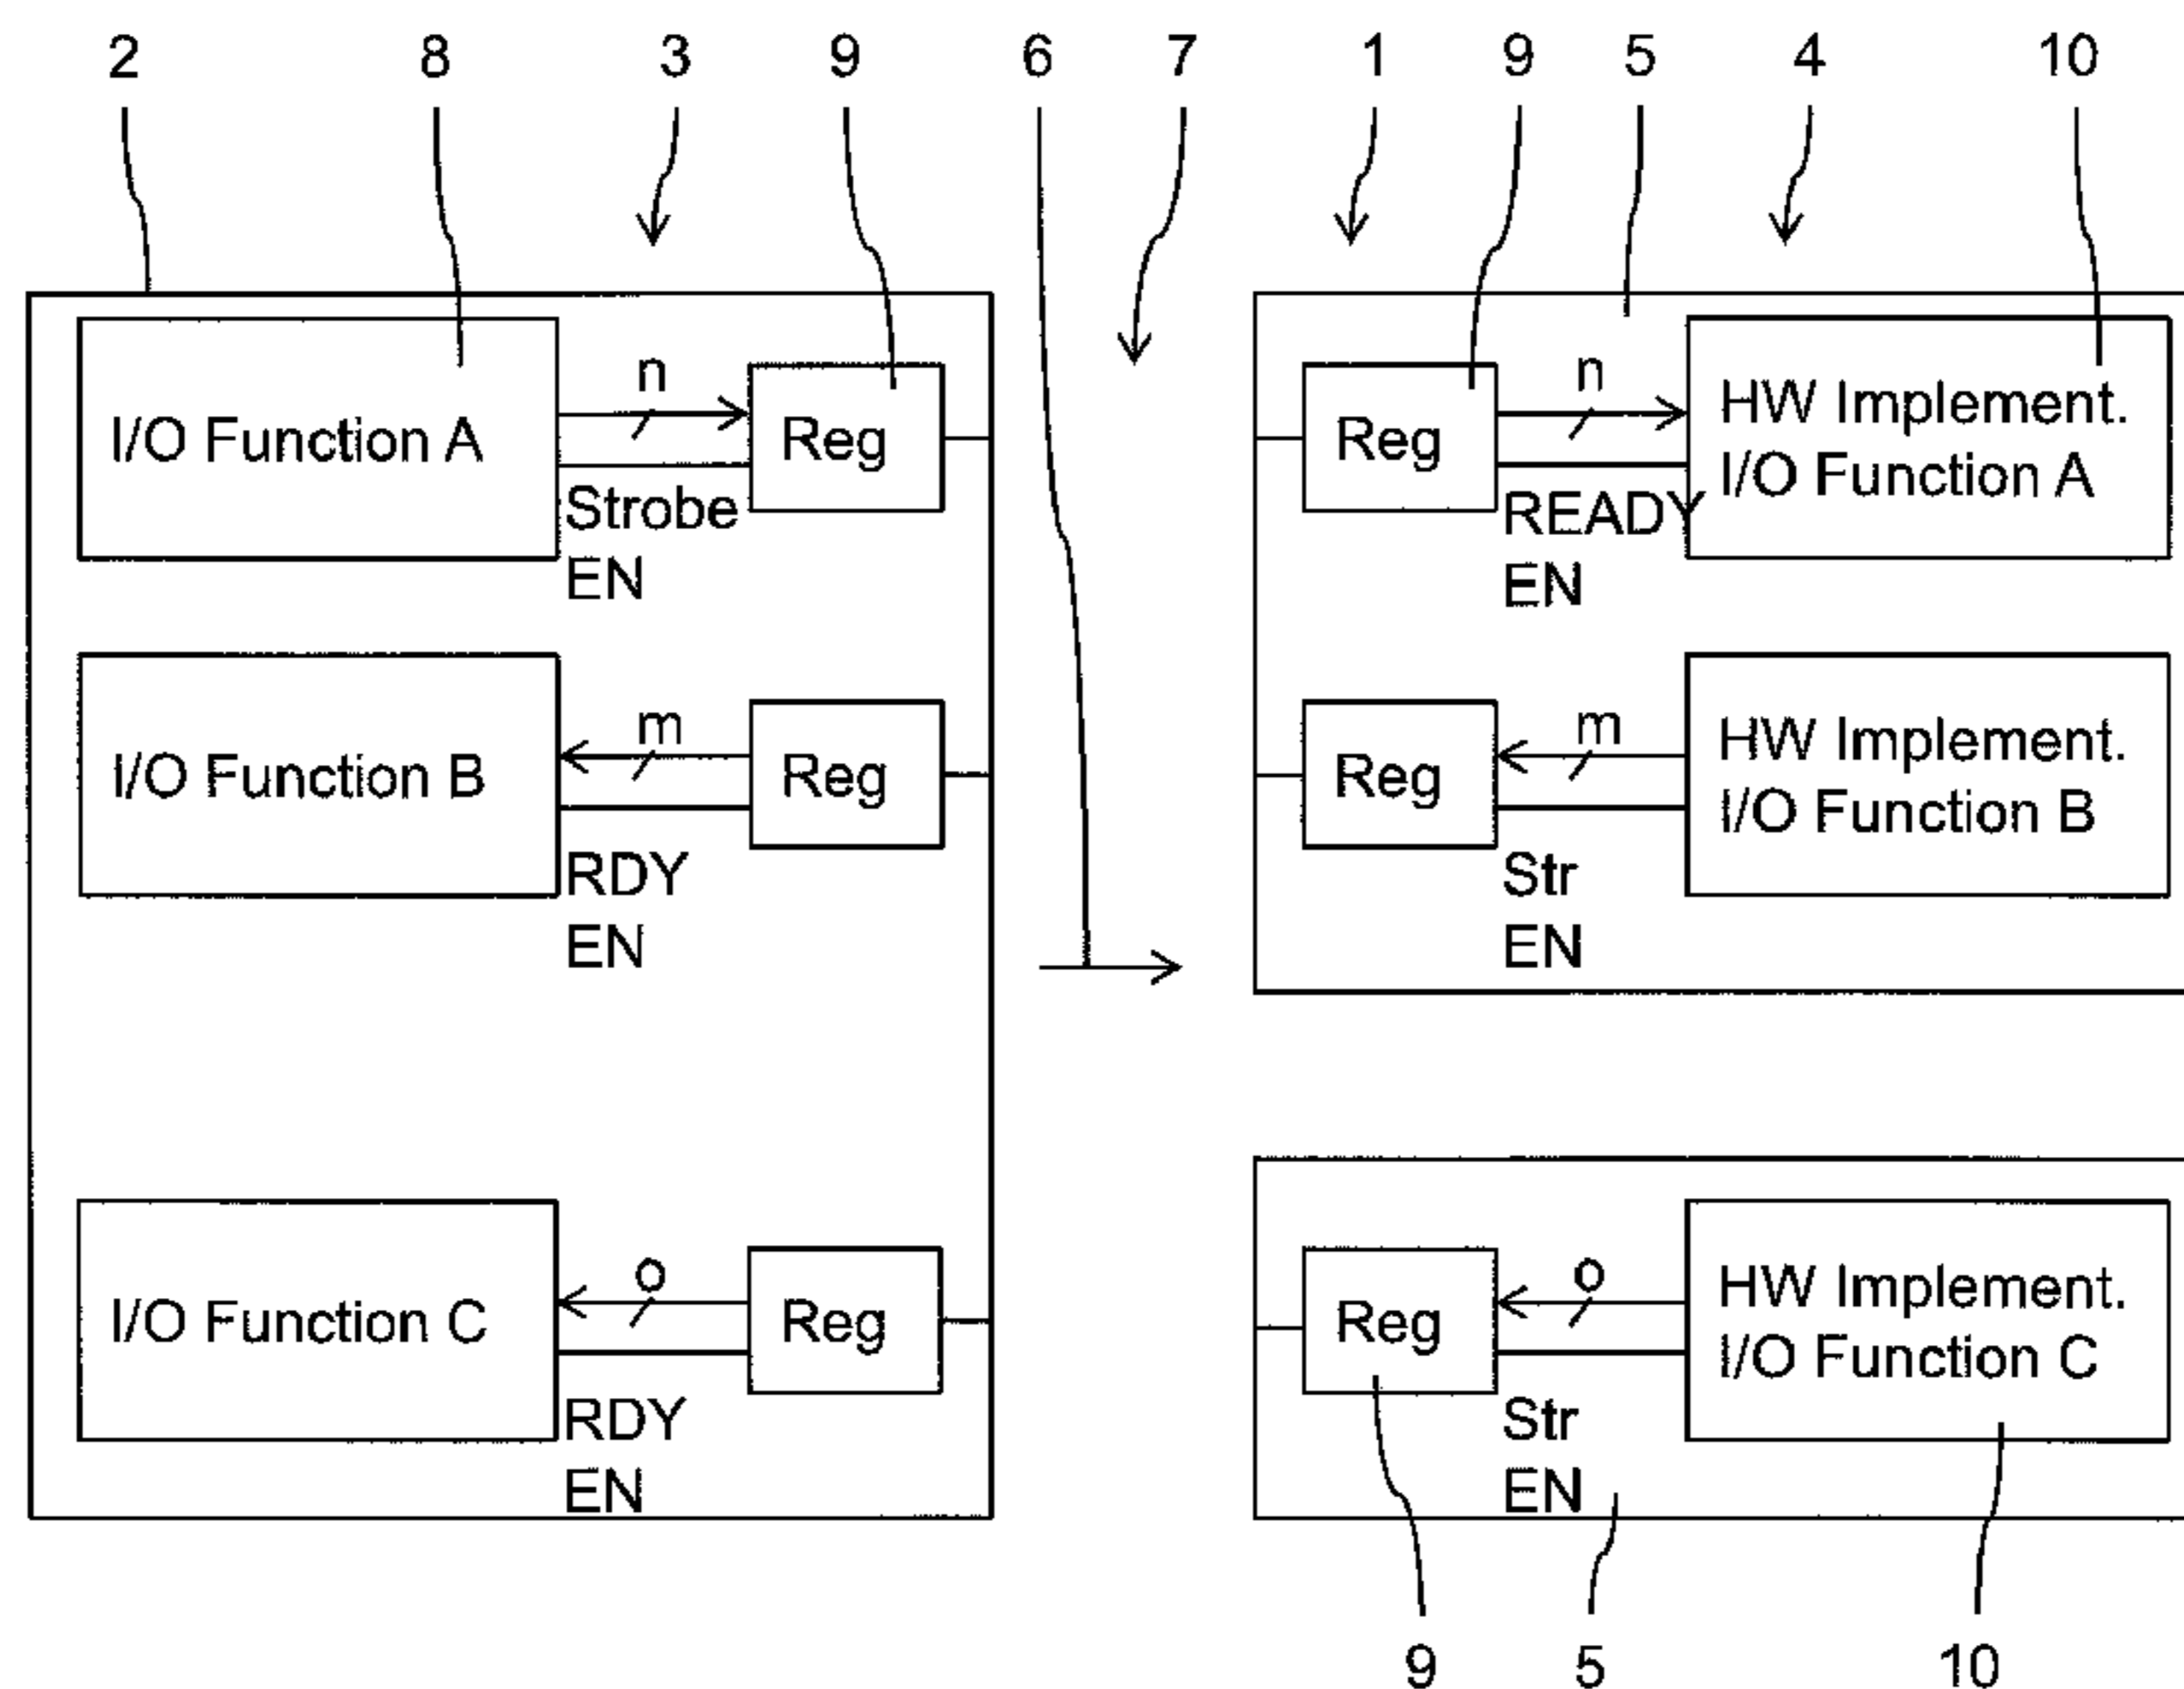 2 8 3 9 6 7 1 9 5 4 10
n n
I/O Function A Reg Reg HW Implement.
I/O Function A
Strobe READY
EN EN
m m
I/O Function B Reg Reg HW Implement.
I/O Function B
RDY Str
EN EN
o o
I/O Function C Reg Reg HW Implement.
I/O Function C
RDY Str
EN EN
9 5 10